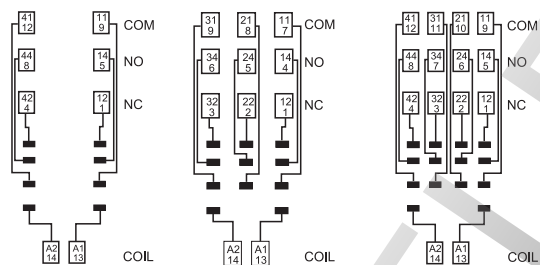 41 11 COM
12 9
44 14 NO
8 5
42 12 NC
4 1
A2 A1
14 13 COIL
31 21 11
9 8 7
34 24 14
6 5 4
32 22 12
3 2 1
A2 A1
14 13 COIL
41 31 21 11 COM
12 11 10 9
44 34 24 14 NO
8 7 6 5
42 32 22 12 NC
4 3 2 1
A2 A1
14 13 COIL